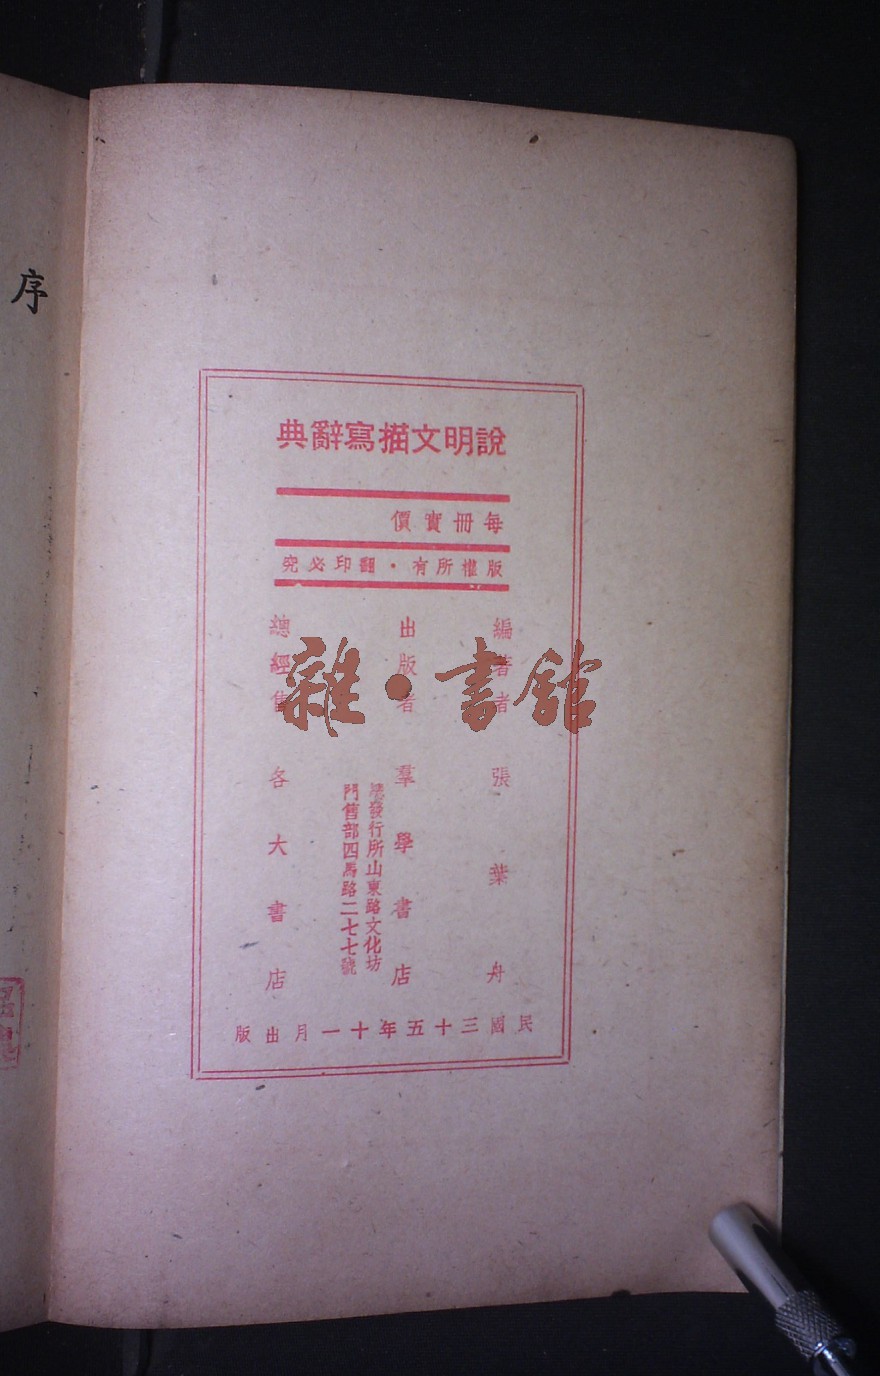 說明文描寫辭典
每冊實價
版權所有・翻印必究
編著者 張葉舟
出版者 羣學書店
總發行所山東路文化坊
門售部四馬路二七七號
總經售 各大書店
民國三十五年十一月出版
序
雜・書館